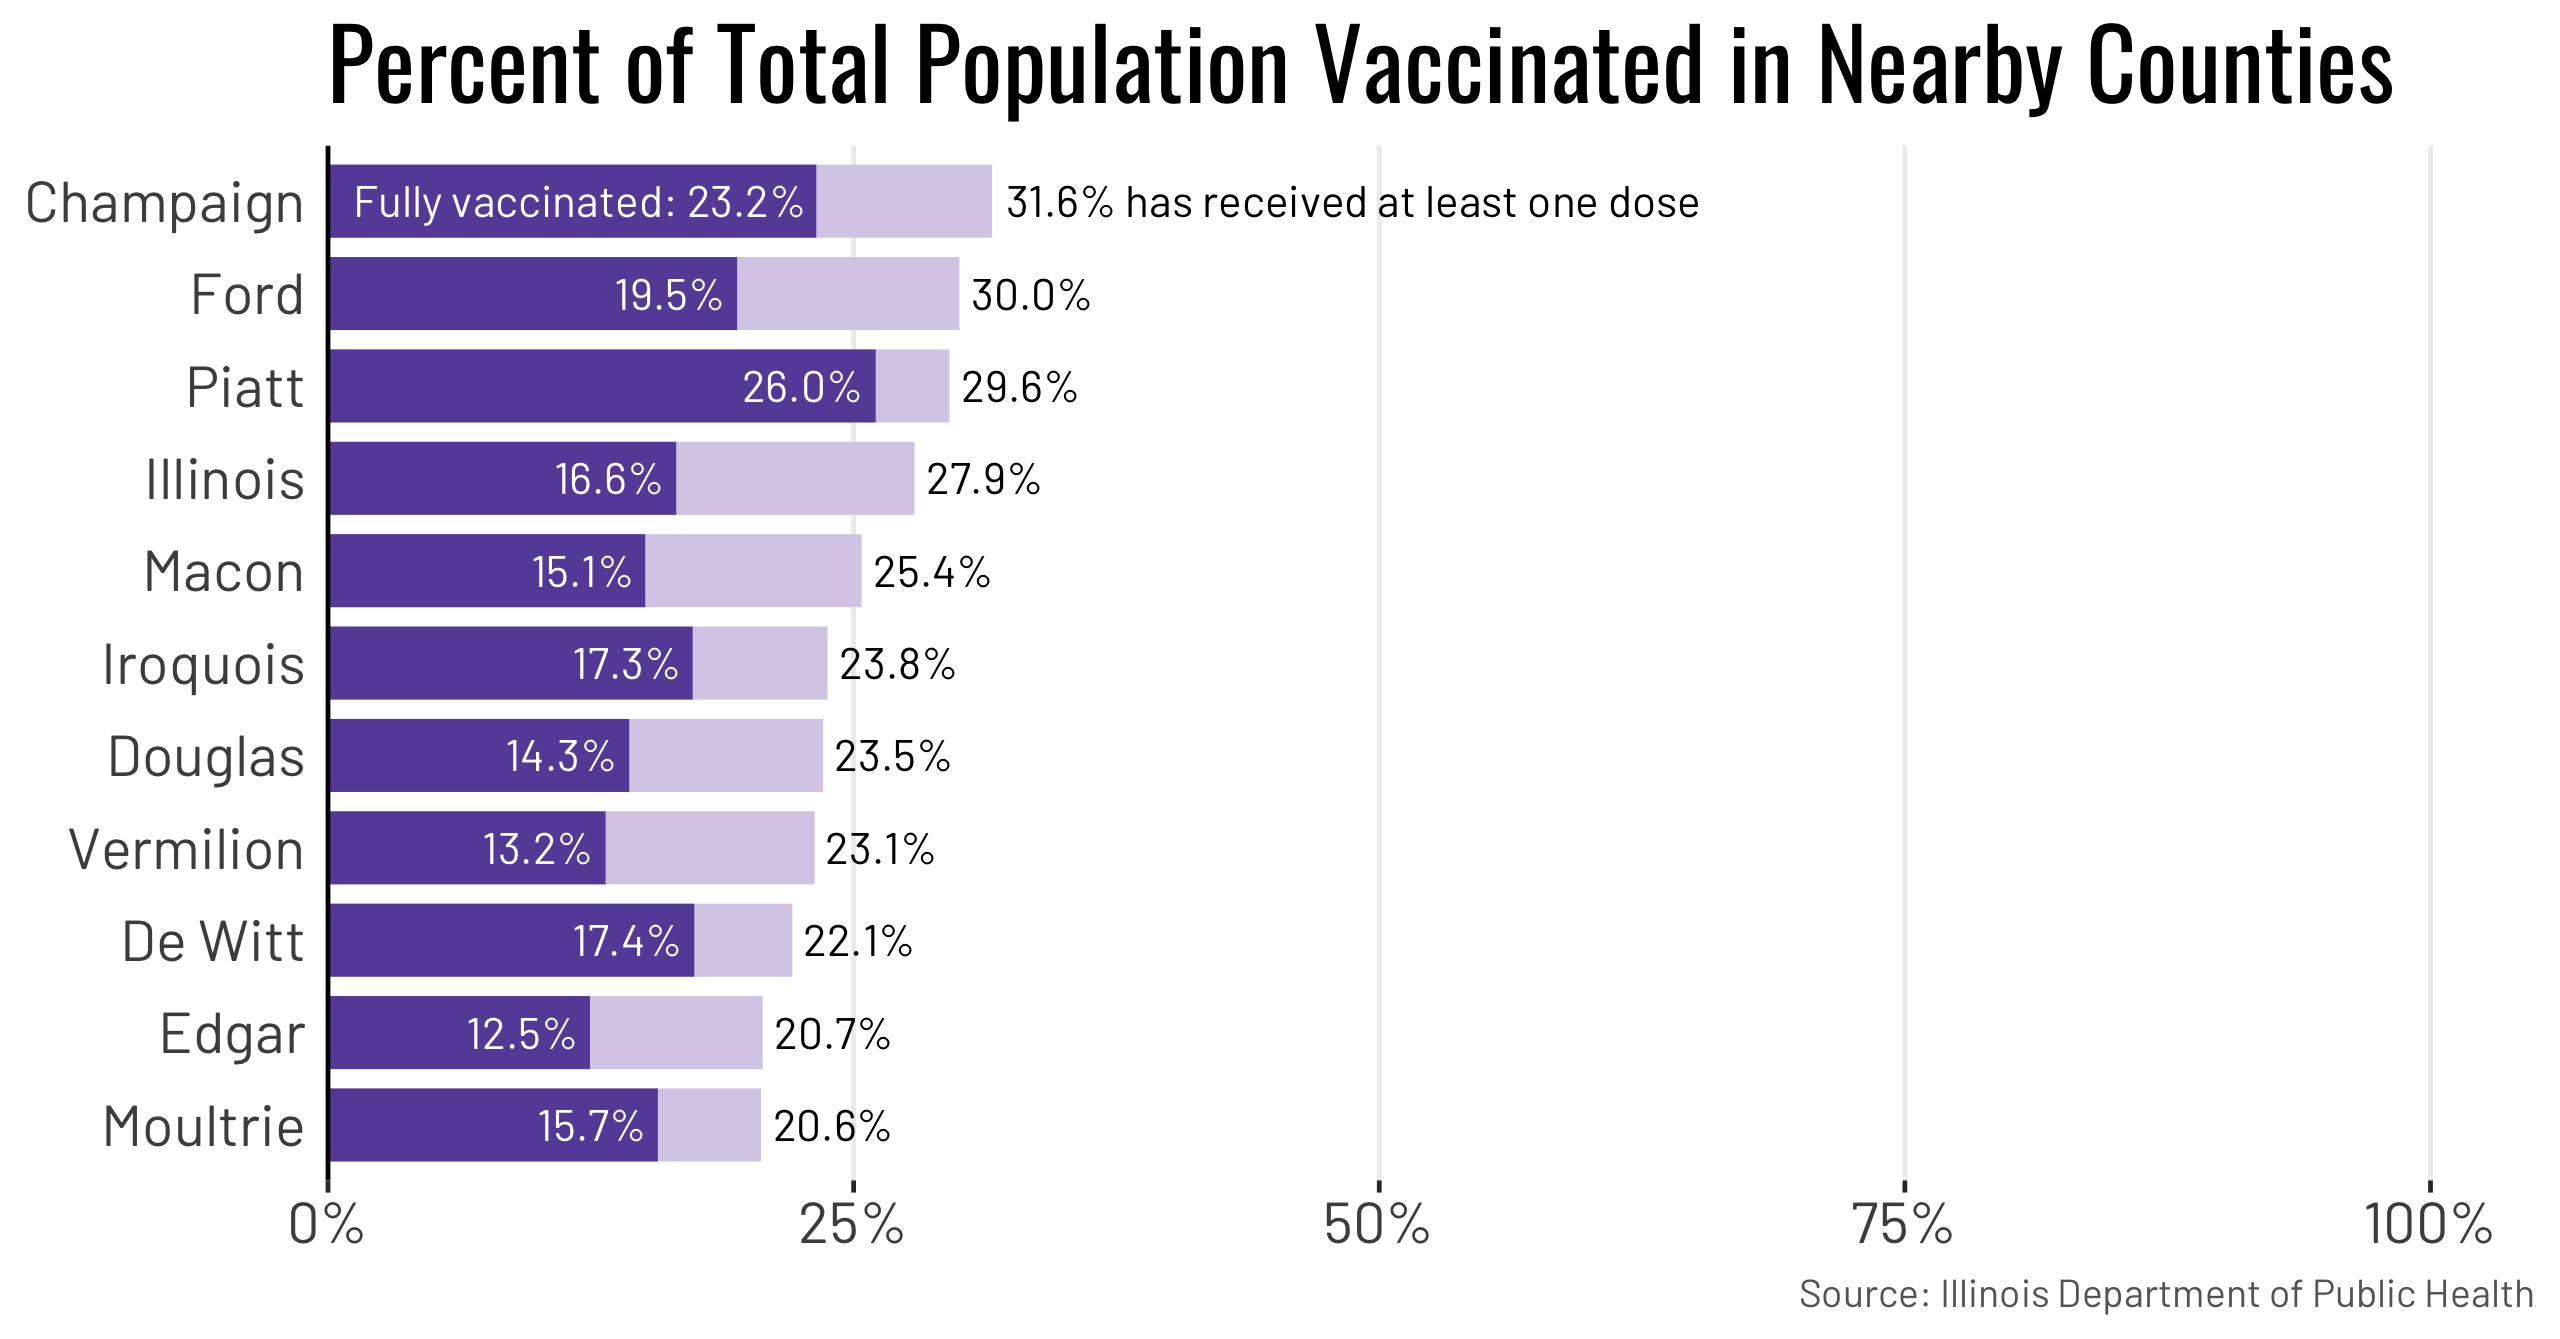 Percent of Total Population Vaccinated in Nearby Counties
Champaign Fully vaccinated: 23.2% 31.6% has received at least one dose
Ford 19.5% 30.0%
Piatt 26.0% 29.6%
Illinois 16.6% 27.9%
Macon 15.1% 25.4%
Iroquois 17.3% 23.8%
Douglas 14.3% 23.5%
Vermilion 13.2% 23.1%
De Witt 17.4% 22.1%
Edgar 12.5% 20.7%
Moultrie 15.7% 20.6%
0% 25% 50% 75% 100%
Source: Illinois Department of Public Health